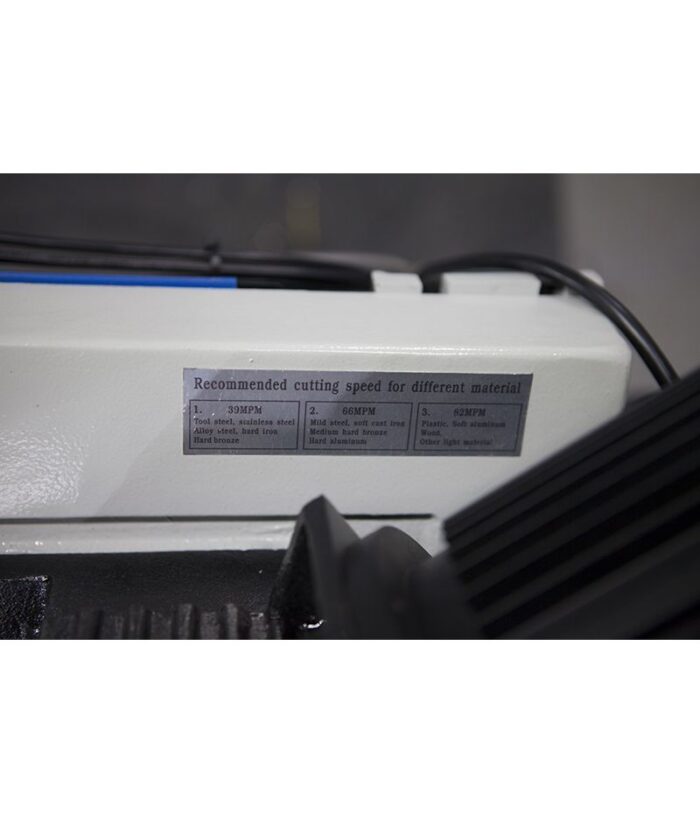 Recommended cutting speed for different material
1. 39MPM
Tool steel, stainless steel
Alloy steel, hard iron
Hard bronze
2. 66MPM
Mild steel, soft cast iron
Medium hard bronze
Hard aluminum
3. 82MPM
Plastic, Soft aluminum
Wood,
Other light material